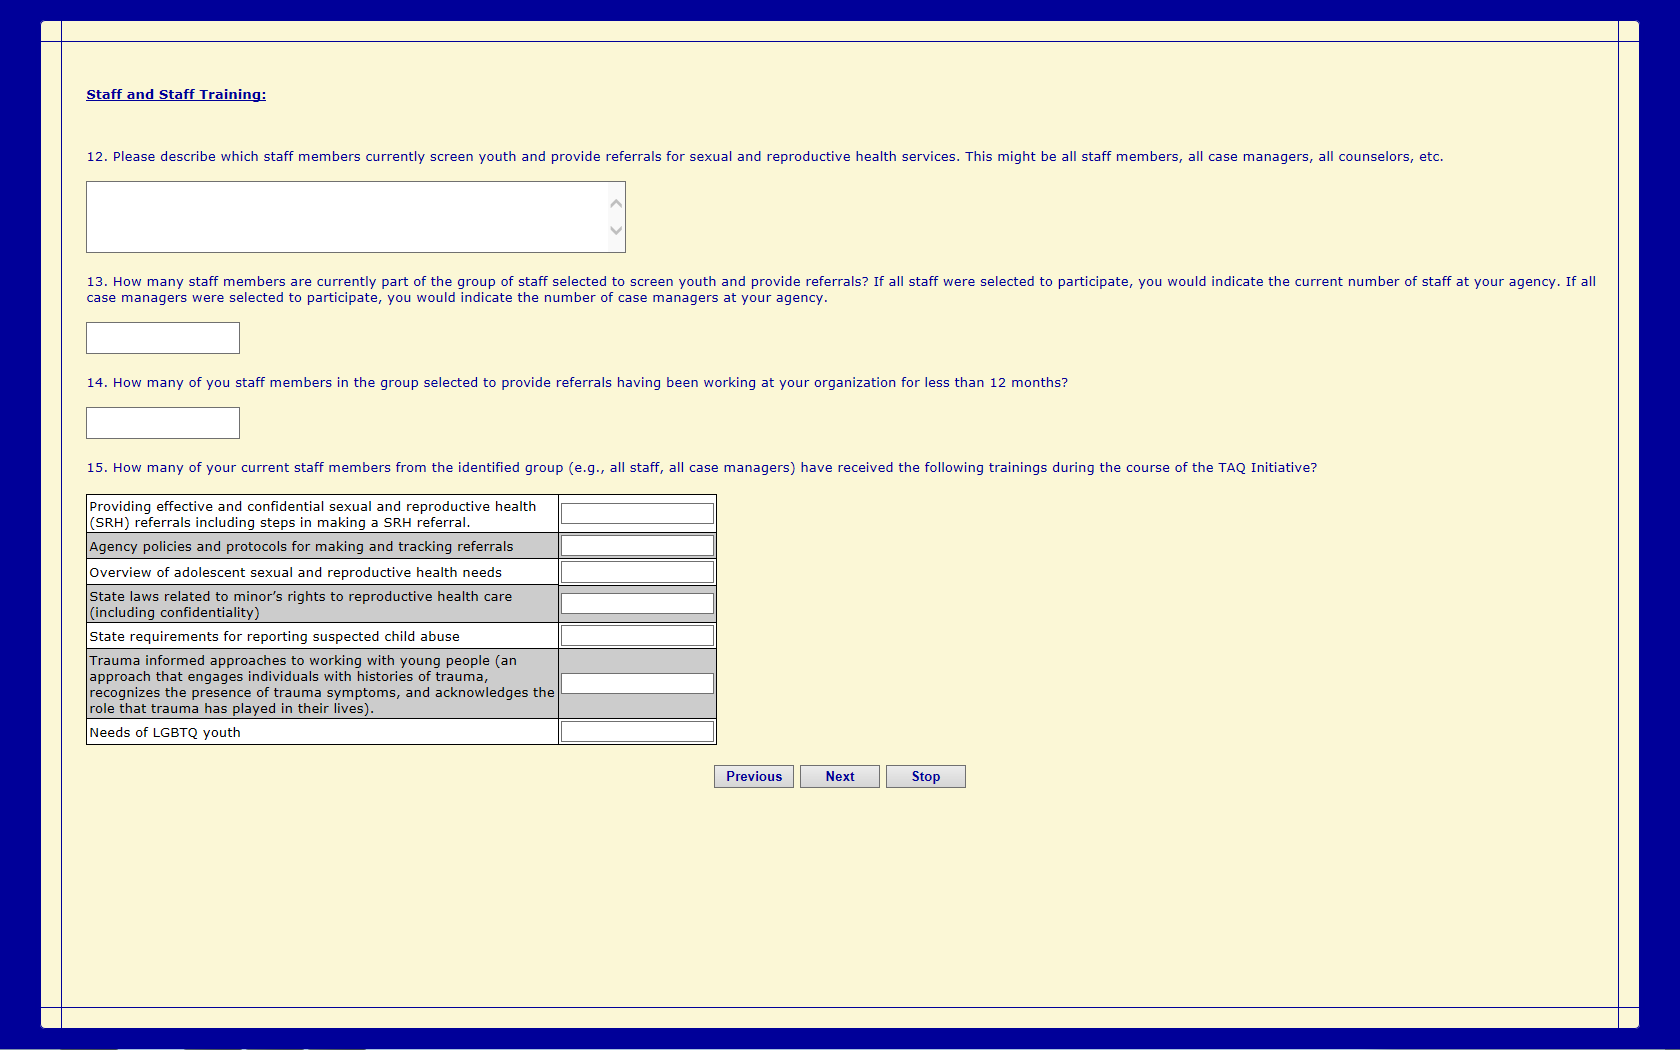 Staff and Staff Training:
12. Please describe which staff members currently screen youth and provide referrals for sexual and reproductive health services. This might be all staff members, all case managers, all counselors, etc.
13. How many staff members are currently part of the group of staff selected to screen youth and provide referrals? If all staff were selected to participate, you would indicate the current number of staff at your agency. If all
case managers were selected to participate, you would indicate the number of case managers at your agency.
14. How many of you staff members in the group selected to provide referrals having been working at your organization for less than 12 months?
15. How many of your current staff members from the identified group (e.g., all staff, all case managers) have received the following trainings during the course of the TAQ Initiative?
Providing effective and confidential sexual and reproductive health
(SRH) referrals including steps in making a SRH referral.
Agency policies and protocols for making and tracking referrals
Overview of adolescent sexual and reproductive health needs
State laws related to minor’s rights to reproductive health care
(including confidentiality)
State requirements for reporting suspected child abuse
Trauma informed approaches to working with young people (an
approach that engages individuals with histories of trauma,
recognizes the presence of trauma symptoms, and acknowledges the
role that trauma has played in their lives).
Needs of LGBTQ youth
Previous Next Stop